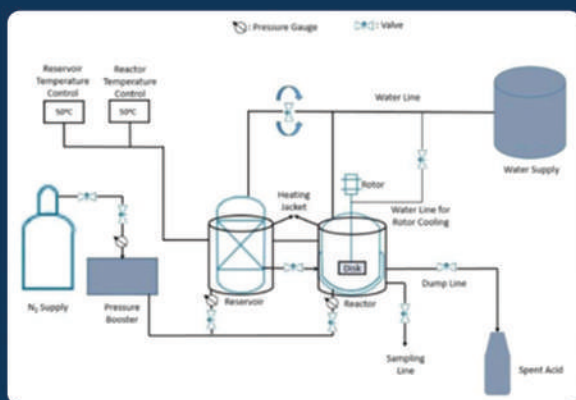 : Pressure Gauge
: Valve
Reservoir
Temperature
Control
Reactor
Temperature
Control
50°C
50°C
Water Line
Water Supply
Rotor
Heating
Jacket
Water Line for
Rotor Cooling
Disk
N₂ Supply
Pressure
Booster
Reservoir
Reactor
Dump Line
Sampling
Line
Spent Acid